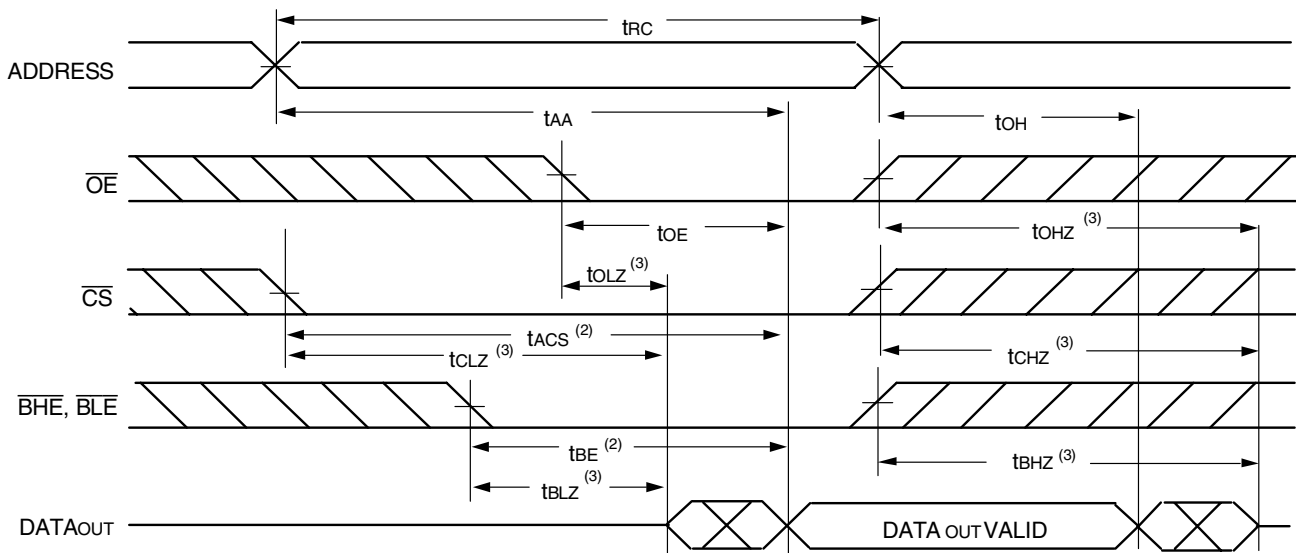 tRC
ADDRESS
tAA
tOH
OE
tOE
tOHZ (3)
tOLZ (3)
CS
tACS (2)
tCLZ (3)
tCHZ (3)
BHE, BLE
tBE (2)
tBHZ (3)
tBLZ (3)
DATAOUT
DATA OUT VALID